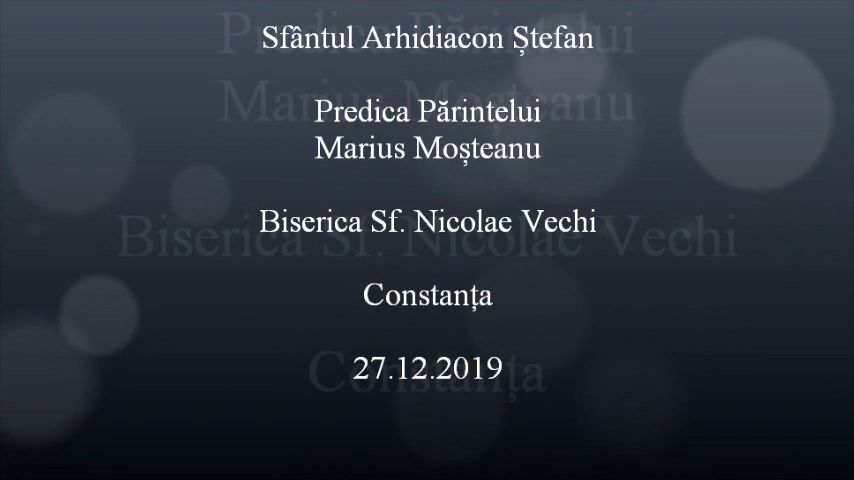 Sfântul Arhidiacon Ștefan
Predica Părintelui
Marius Moșteanu
Biserica Sf. Nicolae Vechi
Constanța
27.12.2019